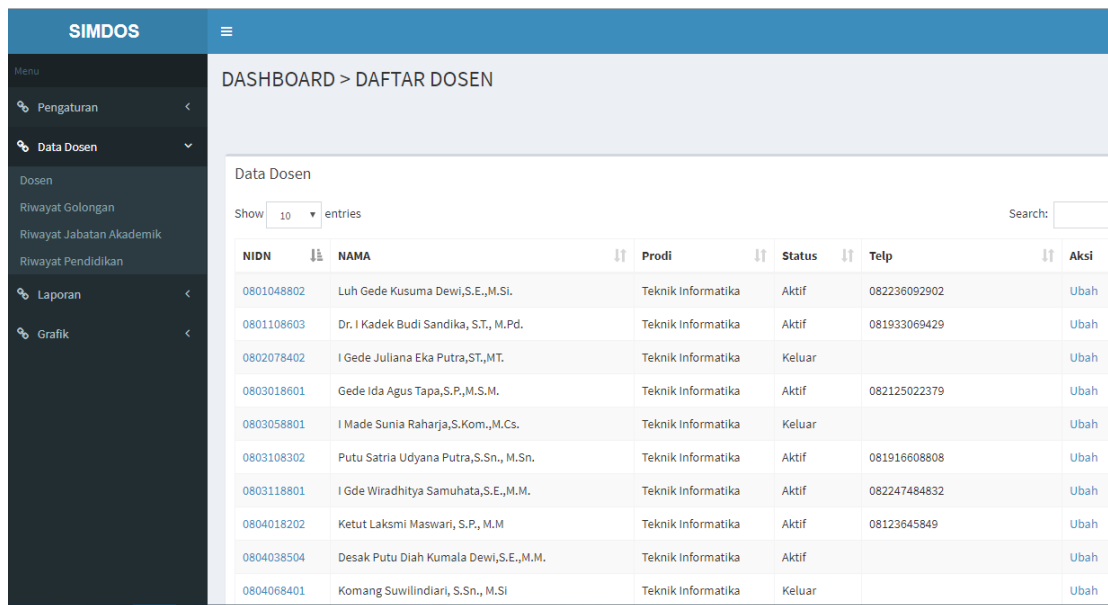 SIMDOS
Menu
Pengaturan
Data Dosen
Dosen
Riwayat Golongan
Riwayat Jabatan Akademik
Riwayat Pendidikan
Laporan
Grafik
DASHBOARD > DAFTAR DOSEN
Data Dosen
Show 10 entries Search:
NIDN NAMA Prodi Status Telp Aksi
0801048802 Luh Gede Kusuma Dewi,S.E.,M.Si. Teknik Informatika Aktif 082236092902 Ubah
0801108603 Dr. I Kadek Budi Sandika, S.T., M.Pd. Teknik Informatika Aktif 081933069429 Ubah
0802078402 I Gede Juliana Eka Putra,ST.,MT. Teknik Informatika Keluar Ubah
0803018601 Gede Ida Agus Tapa,S.P.,M.S.M. Teknik Informatika Aktif 082125022379 Ubah
0803058801 I Made Sunia Raharja,S.Kom.,M.Cs. Teknik Informatika Keluar Ubah
0803108302 Putu Satria Udyana Putra,S.Sn., M.Sn. Teknik Informatika Aktif 081916608808 Ubah
0803118801 I Gde Wiradhitya Samuhata,S.E.,M.M. Teknik Informatika Aktif 082247484832 Ubah
0804018202 Ketut Laksmi Maswari, S.P., M.M Teknik Informatika Aktif 08123645849 Ubah
0804038504 Desak Putu Diah Kumala Dewi,S.E.,M.M. Teknik Informatika Aktif Ubah
0804068401 Komang Suwilindiari, S.Sn., M.Si Teknik Informatika Keluar Ubah